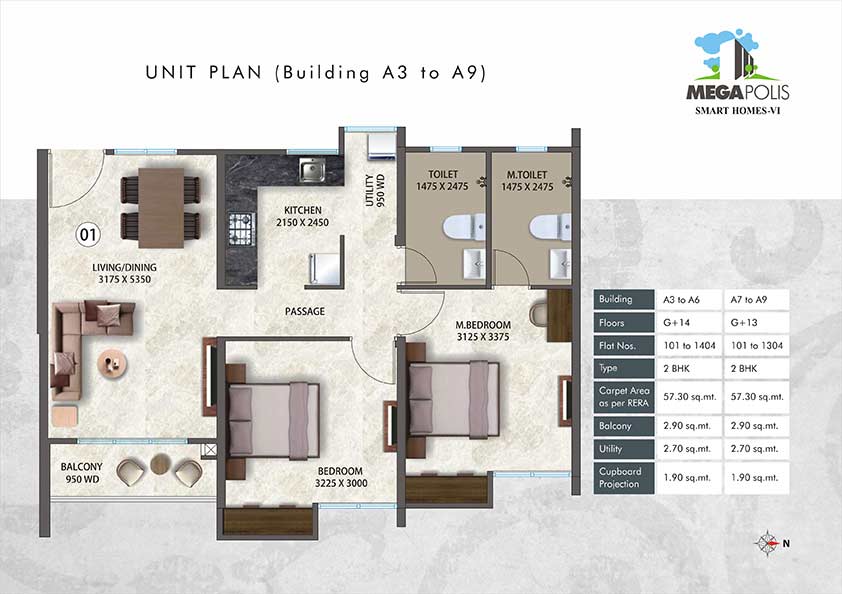 UNIT PLAN (Building A3 to A9)
MEGAPOLIS
SMART HOMES-VI
TOILET
1475 X 2475
M.TOILET
1475 X 2475
UTILITY
950 WD
KITCHEN
2150 X 2450
01
LIVING/DINING
3175 X 5350
PASSAGE
M.BEDROOM
3125 X 3375
BALCONY
950 WD
BEDROOM
3225 X 3000
Building A3 to A6 A7 to A9
Floors G+14 G+13
Flat Nos. 101 to 1404 101 to 1304
Type 2 BHK 2 BHK
Carpet Area
as per RERA 57.30 sq.mt. 57.30 sq.mt.
Balcony 2.90 sq.mt. 2.90 sq.mt.
Utility 2.70 sq.mt. 2.70 sq.mt.
Cupboard
Projection 1.90 sq.mt. 1.90 sq.mt.
N